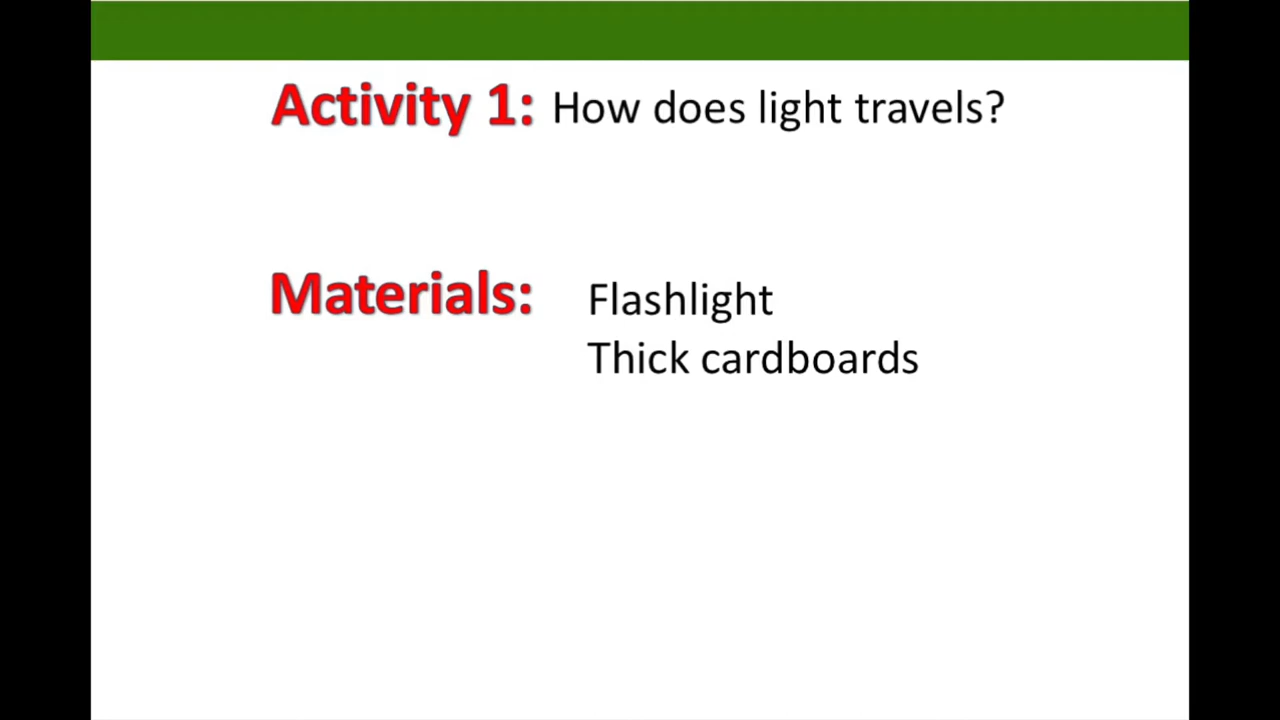 Activity 1: How does light travels?
Materials: Flashlight
Thick cardboards